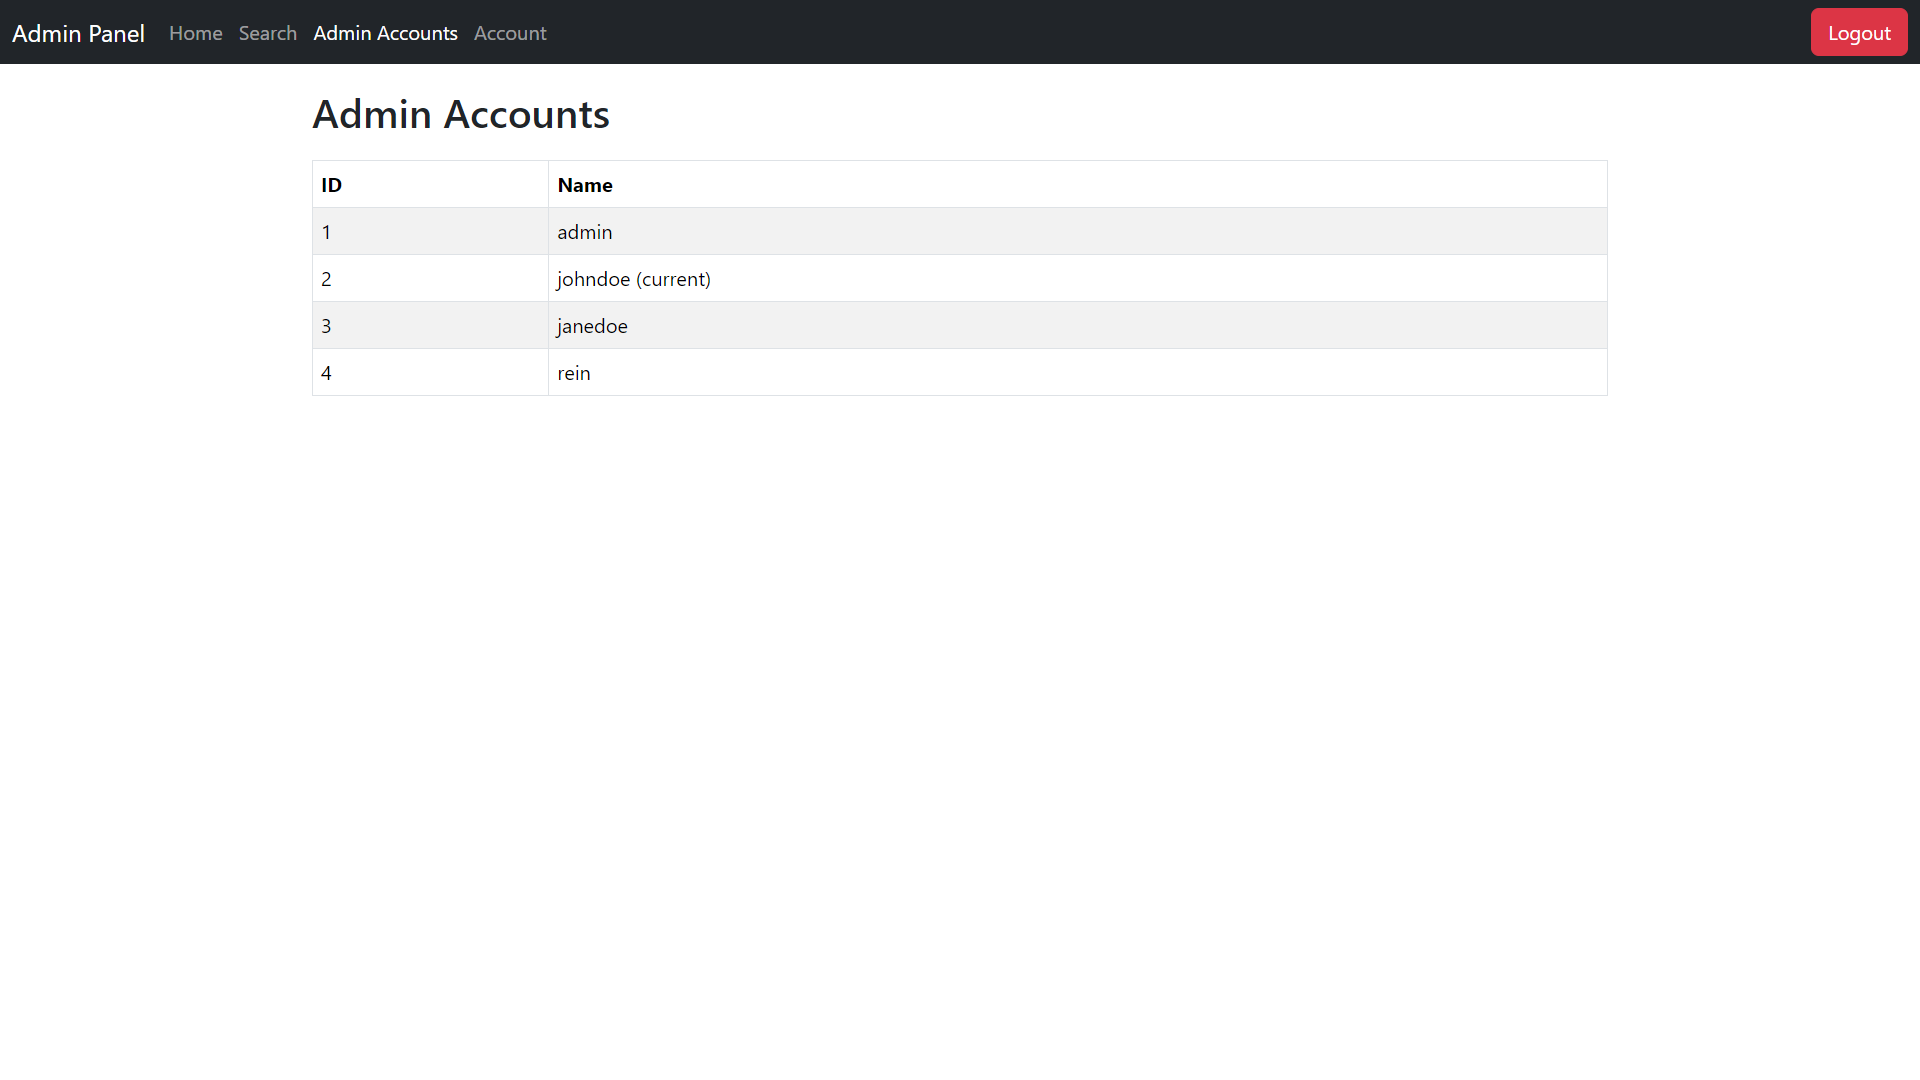 Admin Panel Home Search Admin Accounts Account Logout
Admin Accounts
ID Name
1 admin
2 johndoe (current)
3 janedoe
4 rein